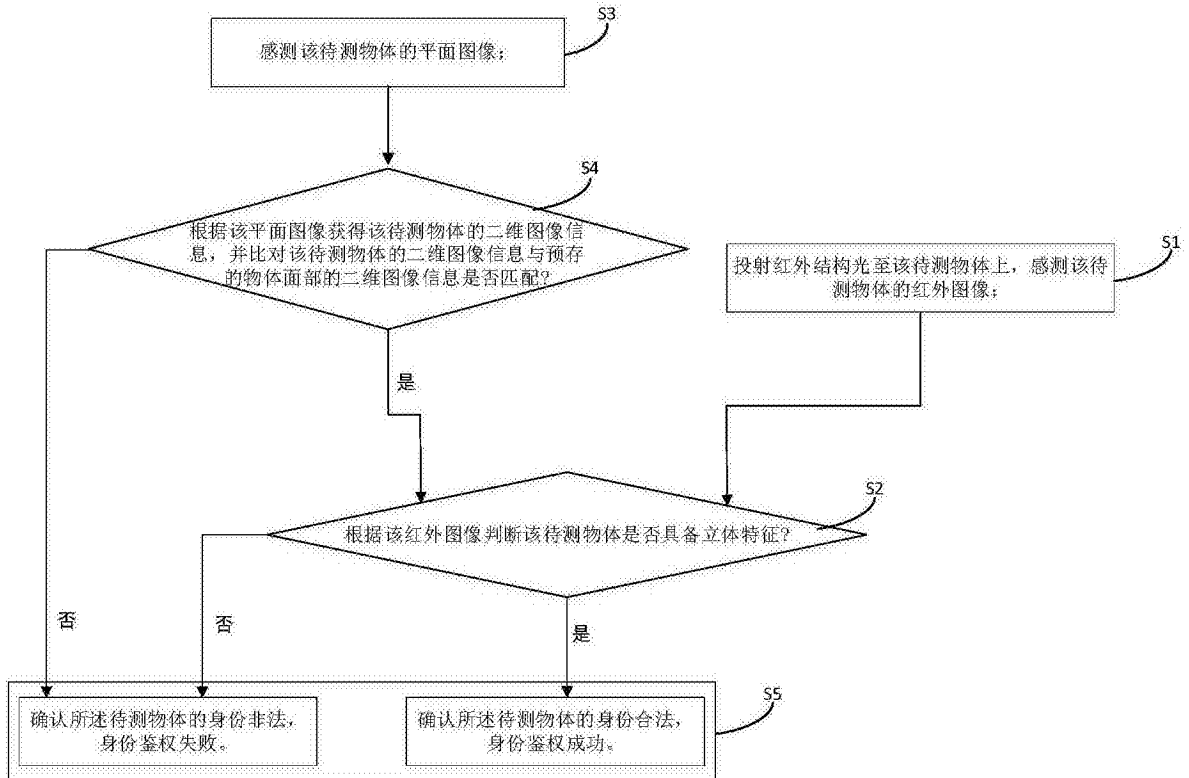 S3
感测该待测物体的平面图像；
S4
根据该平面图像获得该待测物体的二维图像信
息，并比对该待测物体的二维图像信息与预存
的物体面部的二维图像信息是否匹配？
S1
投射红外结构光至该待测物体上，感测该待
测物体的红外图像；
是
S2
根据该红外图像判断该待测物体是否具备立体特征？
否
否
是
S5
确认所述待测物体的身份非法，
身份鉴权失败。
确认所述待测物体的身份合法，
身份鉴权成功。